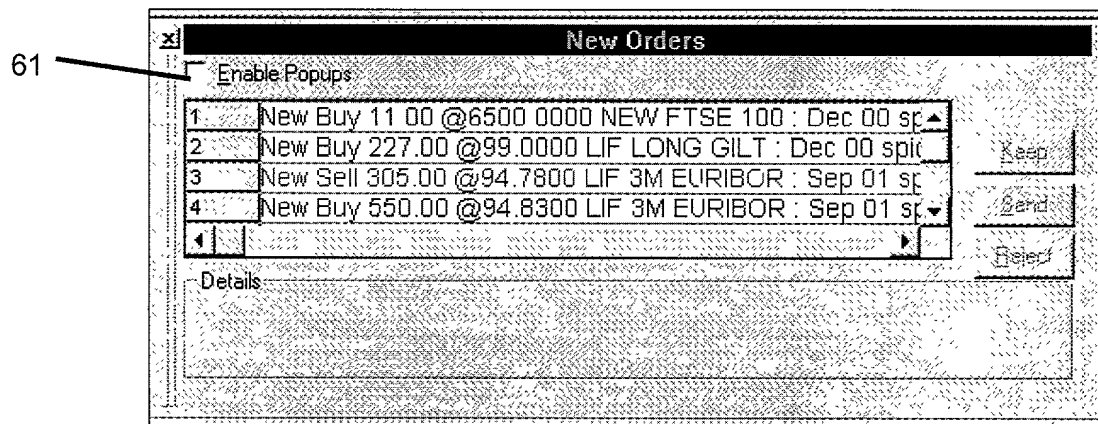 New Orders
61
Enable Popups
1 New Buy 11 00 @6500 0000 NEW FTSE 100 : Dec 00 sp
2 New Buy 227.00 @99.0000 LIF LONG GILT : Dec 00 spic
3 New Sell 305.00 @94.7800 LIF 3M EURIBOR : Sep 01 sp
4 New Buy 550.00 @94.8300 LIF 3M EURIBOR : Sep 01 sp
Keep
Send
Reject
Details